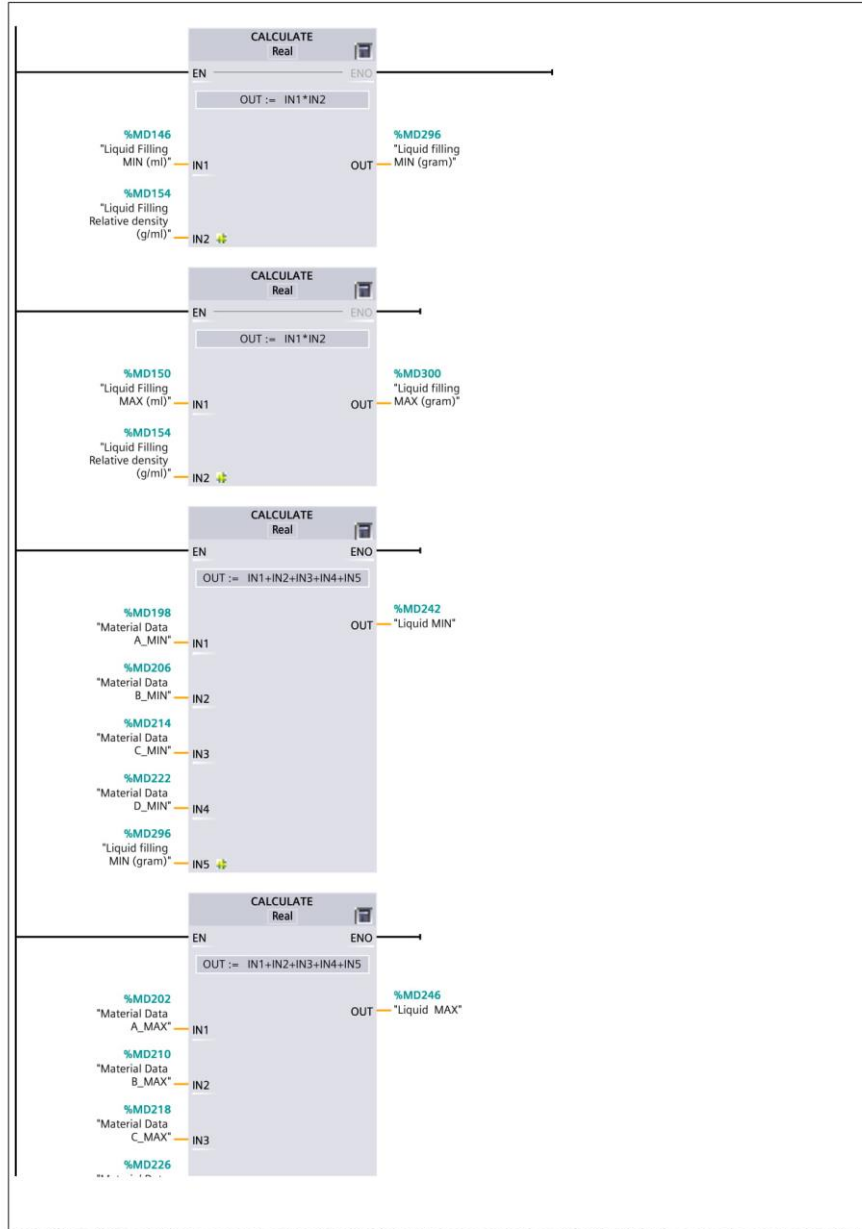 CALCULATE
Real
EN
ENO
OUT := IN1*IN2
%MD146
"Liquid Filling
MIN (ml)"
IN1
%MD296
"Liquid filling
MIN (gram)"
OUT
%MD154
"Liquid Filling
Relative density
(g/ml)"
IN2
CALCULATE
Real
EN
ENO
OUT := IN1*IN2
%MD150
"Liquid Filling
MAX (ml)"
IN1
%MD300
"Liquid filling
MAX (gram)"
OUT
%MD154
"Liquid Filling
Relative density
(g/ml)"
IN2
CALCULATE
Real
EN
ENO
OUT := IN1+IN2+IN3+IN4+IN5
%MD198
"Material Data
A_MIN"
IN1
%MD242
"Liquid MIN"
OUT
%MD206
"Material Data
B_MIN"
IN2
%MD214
"Material Data
C_MIN"
IN3
%MD222
"Material Data
D_MIN"
IN4
%MD296
"Liquid filling
MIN (gram)"
IN5
CALCULATE
Real
EN
ENO
OUT := IN1+IN2+IN3+IN4+IN5
%MD202
"Material Data
A_MAX"
IN1
%MD246
"Liquid  MAX"
OUT
%MD210
"Material Data
B_MAX"
IN2
%MD218
"Material Data
C_MAX"
IN3
%MD226